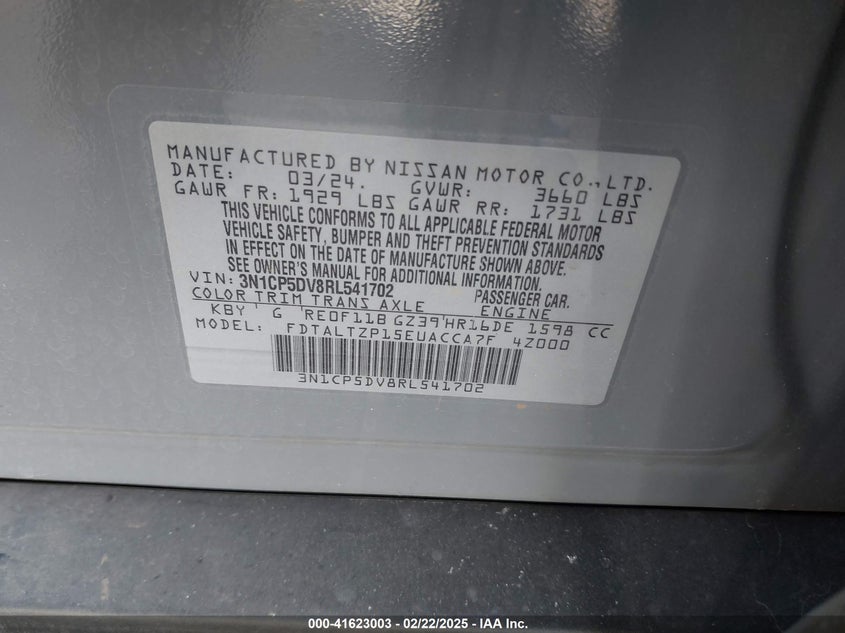 MANUFACTURED BY NISSAN MOTOR CO.,LTD.
DATE: 03/24. GVWR: 3660 LBS
GAWR FR: 1929 LBS GAWR RR: 1731 LBS
THIS VEHICLE CONFORMS TO ALL APPLICABLE FEDERAL MOTOR
VEHICLE SAFETY, BUMPER AND THEFT PREVENTION STANDARDS
IN EFFECT ON THE DATE OF MANUFACTURE SHOWN ABOVE.
SEE OWNER'S MANUAL FOR ADDITIONAL INFORMATION.
VIN: 3N1CP5DV8RL541702 PASSENGER CAR.
COLOR TRIM TRANS AXLE ENGINE
KBY ' G ' RE0F11B GZ39'HR16DE 1598 CC
MODEL: FDTALTZP15EUACCA7F 4Z000
3N1CP5DV8RL541702
000-41623003 - 02/22/2025 - © IAA Inc.